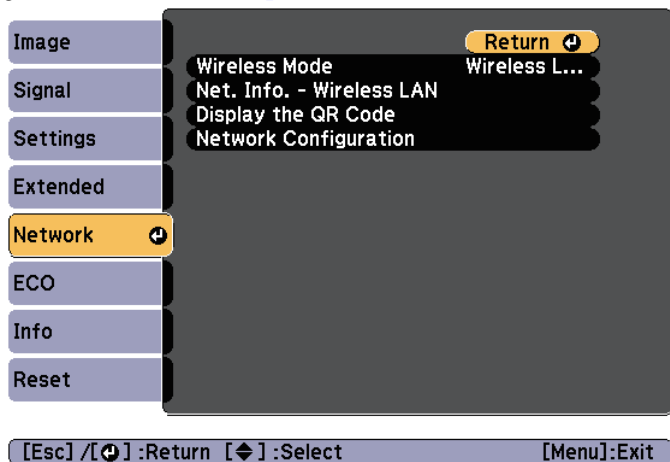 Image
Signal
Settings
Extended
Network
ECO
Info
Reset
Return
Wireless Mode Wireless L...
Net. Info. - Wireless LAN
Display the QR Code
Network Configuration
[Esc] /[ ] :Return [ ] :Select [Menu]:Exit